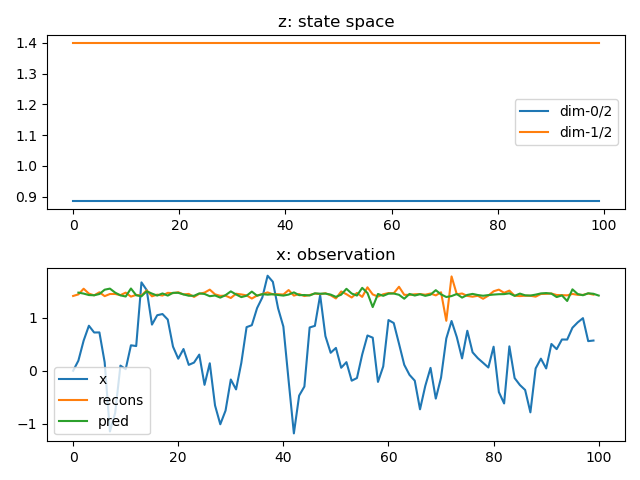 z: state space
1.4
1.3
1.2
1.1
1.0
0.9
dim-0/2
dim-1/2
0 20 40 60 80 100
x: observation
1
0
−1
x
recons
pred
0 20 40 60 80 100